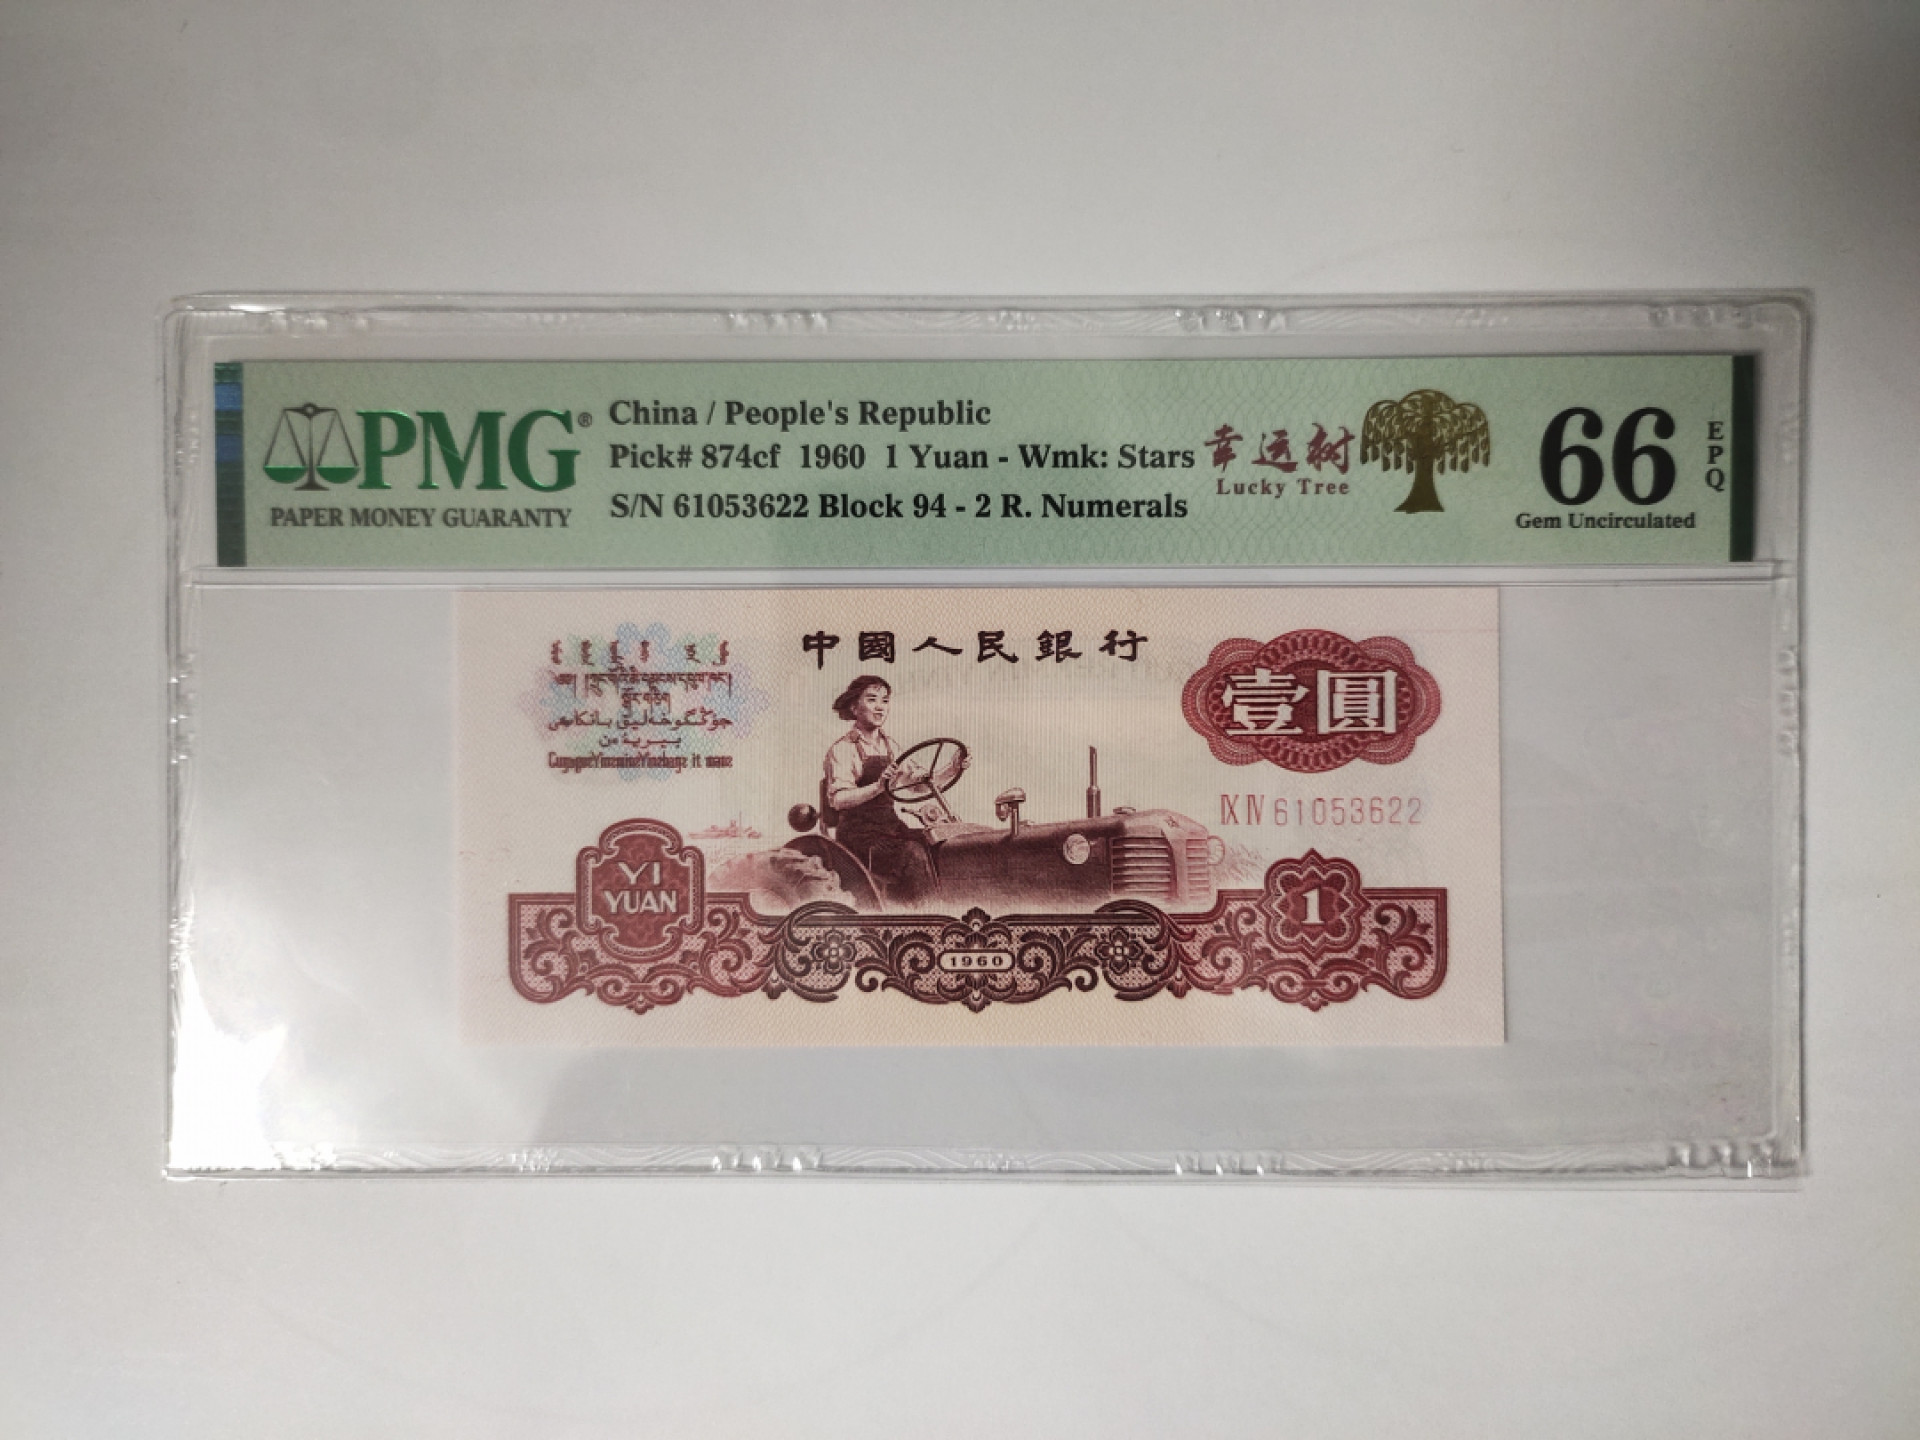 PMG®
PAPER MONEY GUARANTY
China / People's Republic
Pick# 874cf 1960 1 Yuan - Wmk: Stars
S/N 61053622 Block 94 - 2 R. Numerals
幸运树
Lucky Tree
66
EPQ
Gem Uncirculated
中國人民銀行
壹圓
ⅨⅣ 61053622
YI
YUAN
1960
1